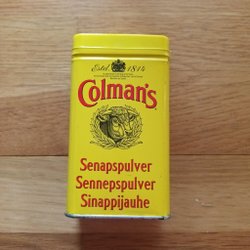 Estd. 1814
Colman's
Senapspulver
Sennepspulver
Sinappijauhe